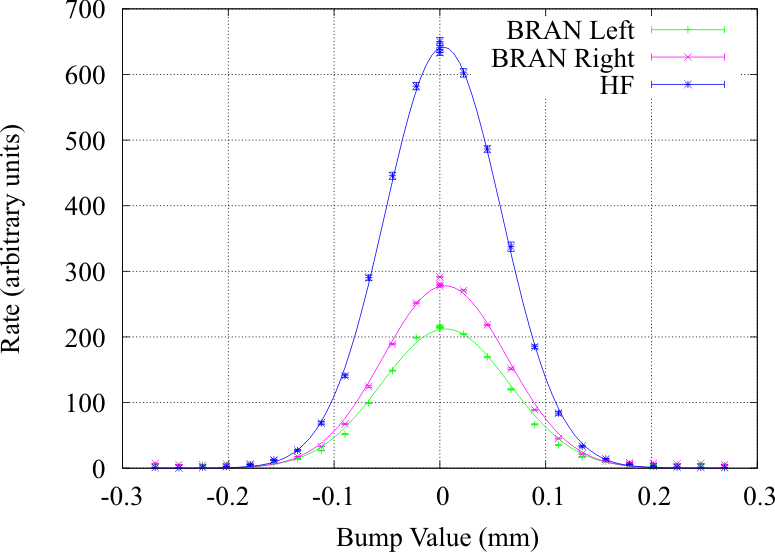 700
600
500
400
300
200
100
0
Rate (arbitrary units)
BRAN Left
BRAN Right
HF
-0.3 -0.2 -0.1 0 0.1 0.2 0.3
Bump Value (mm)